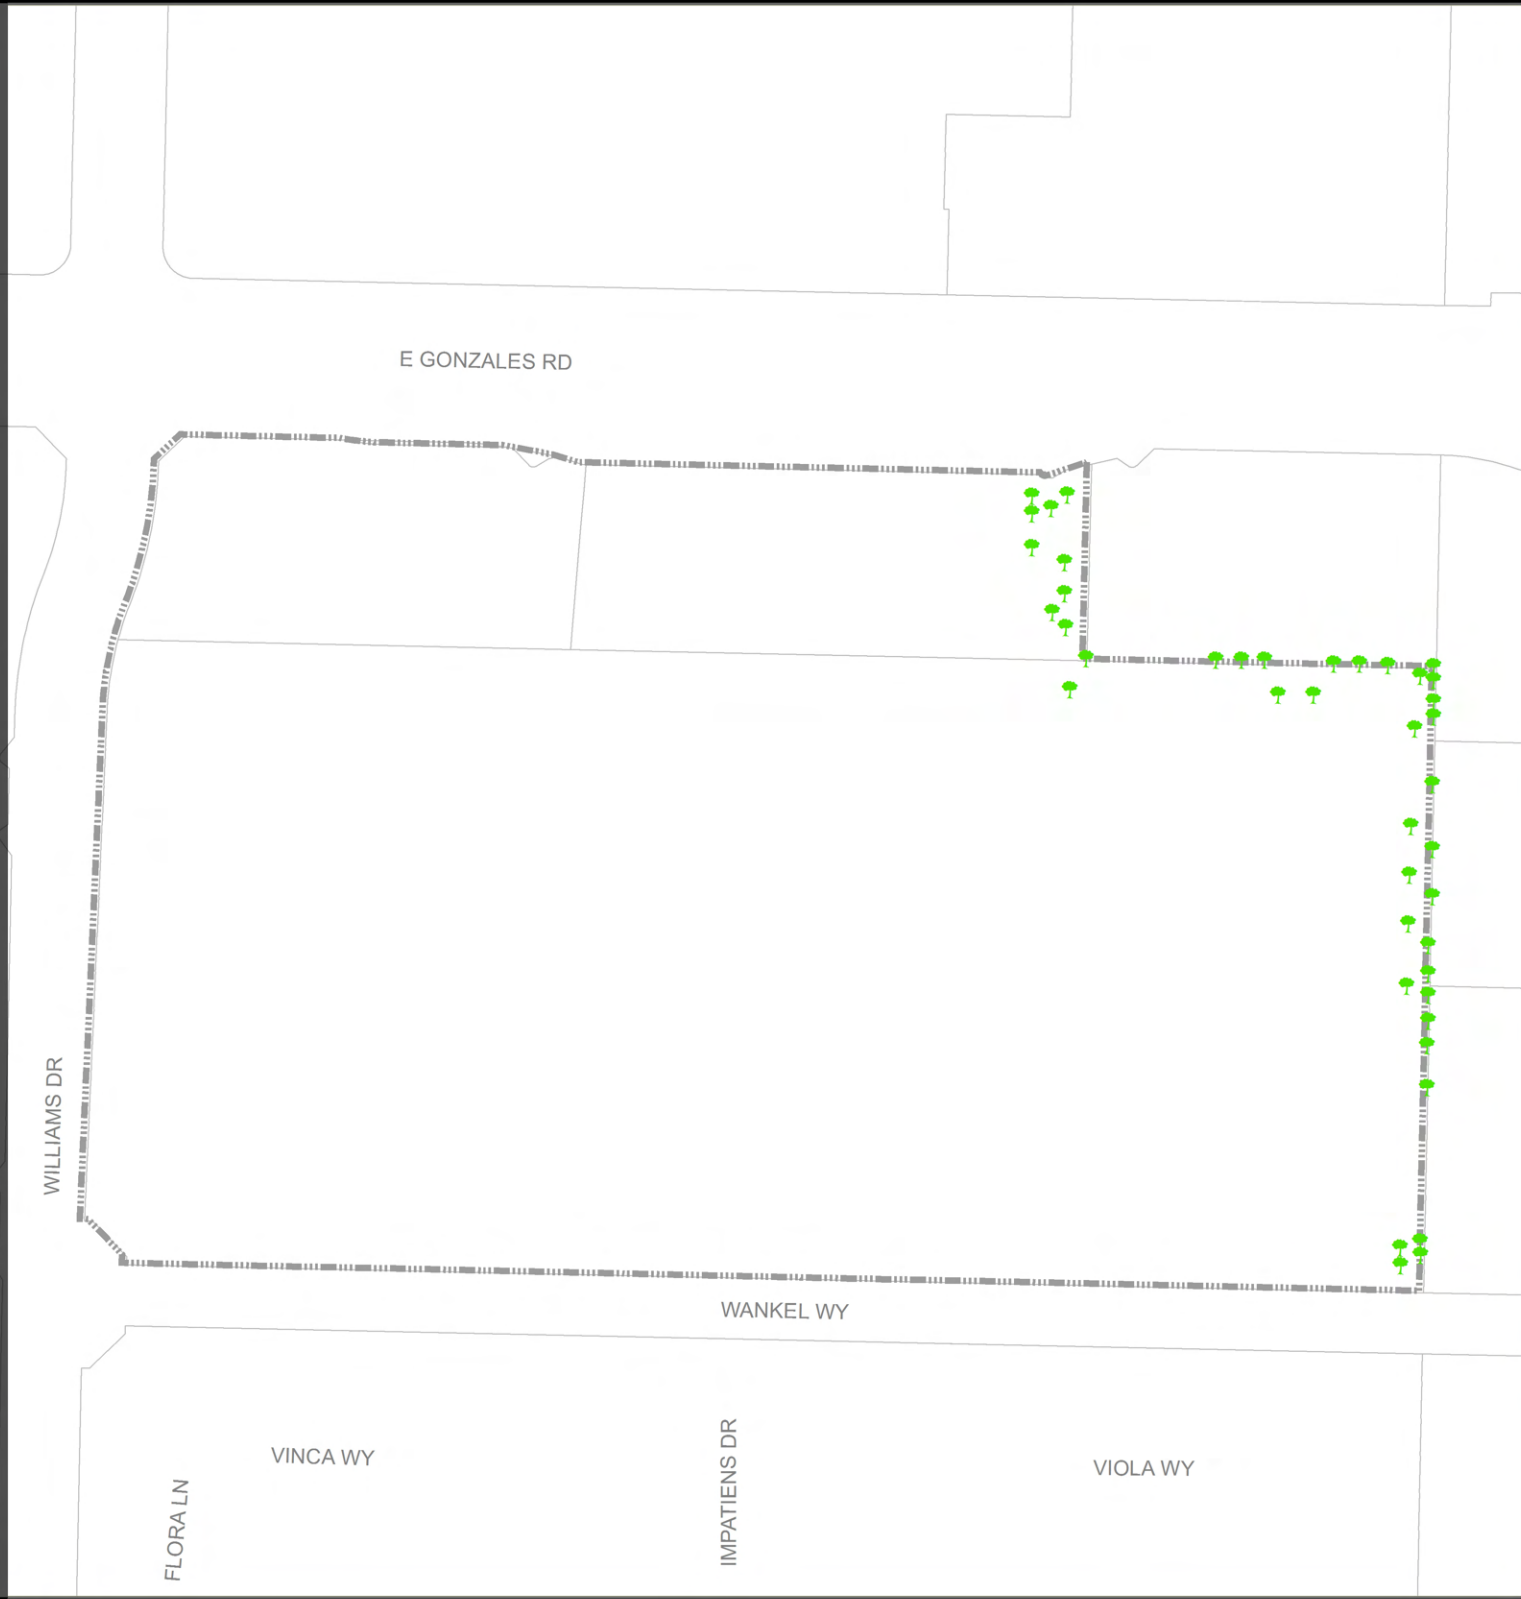 E GONZALES RD
WILLIAMS DR
WANKEL WY
VINCA WY
FLORA LN
IMPATIENS DR
VIOLA WY